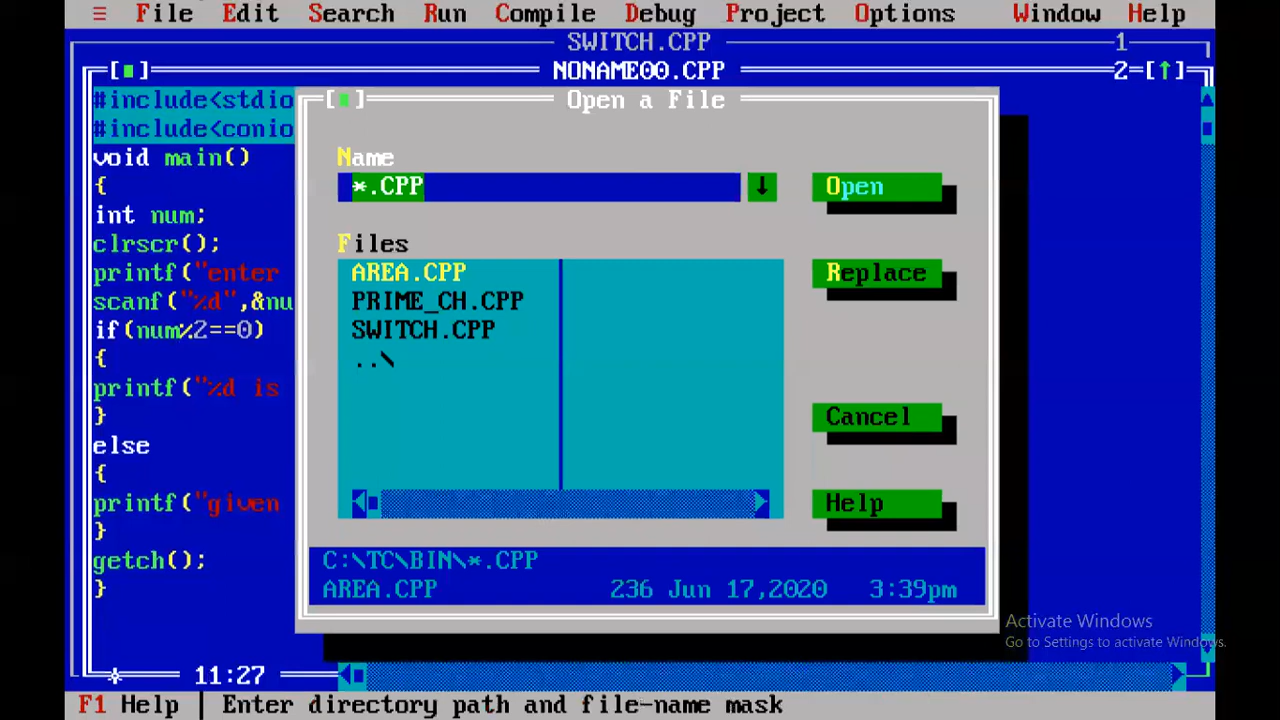 ≡ File Edit Search Run Compile Debug Project Options Window Help
SWITCH.CPP 1
[■] NONAME00.CPP 2=[↑]
#include<stdio
#include<conio
void main()
{
int num;
clrscr();
printf("enter
scanf("%d",&nu
if(num%2==0)
{
printf("%d is
}
else
{
printf("given
}
getch();
}
[■] Open a File
Name
*.CPP ↓
Open
Files
AREA.CPP
PRIME_CH.CPP
SWITCH.CPP
..\
Replace
Cancel
Help
C:\TC\BIN\*.CPP
AREA.CPP 236 Jun 17,2020 3:39pm
Activate Windows
Go to Settings to activate Windows.
* 11:27
F1 Help │ Enter directory path and file-name mask